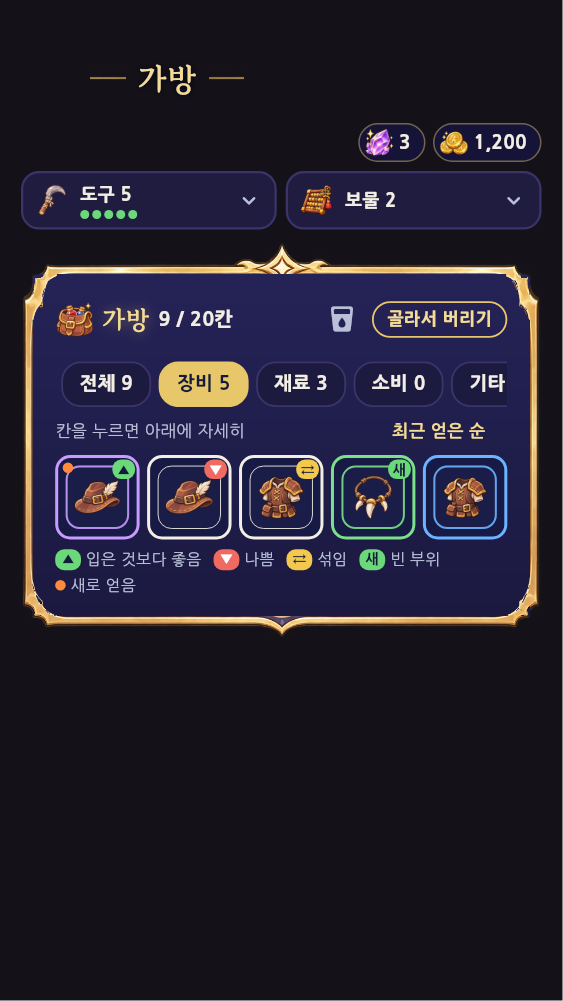 가방
3
1,200
도구 5
보물 2
가방 9 / 20칸
골라서 버리기
전체 9
장비 5
재료 3
소비 0
기타
칸을 누르면 아래에 자세히
최근 얻은 순
새
입은 것보다 좋음
나쁨
섞임
새 빈 부위
새로 얻음